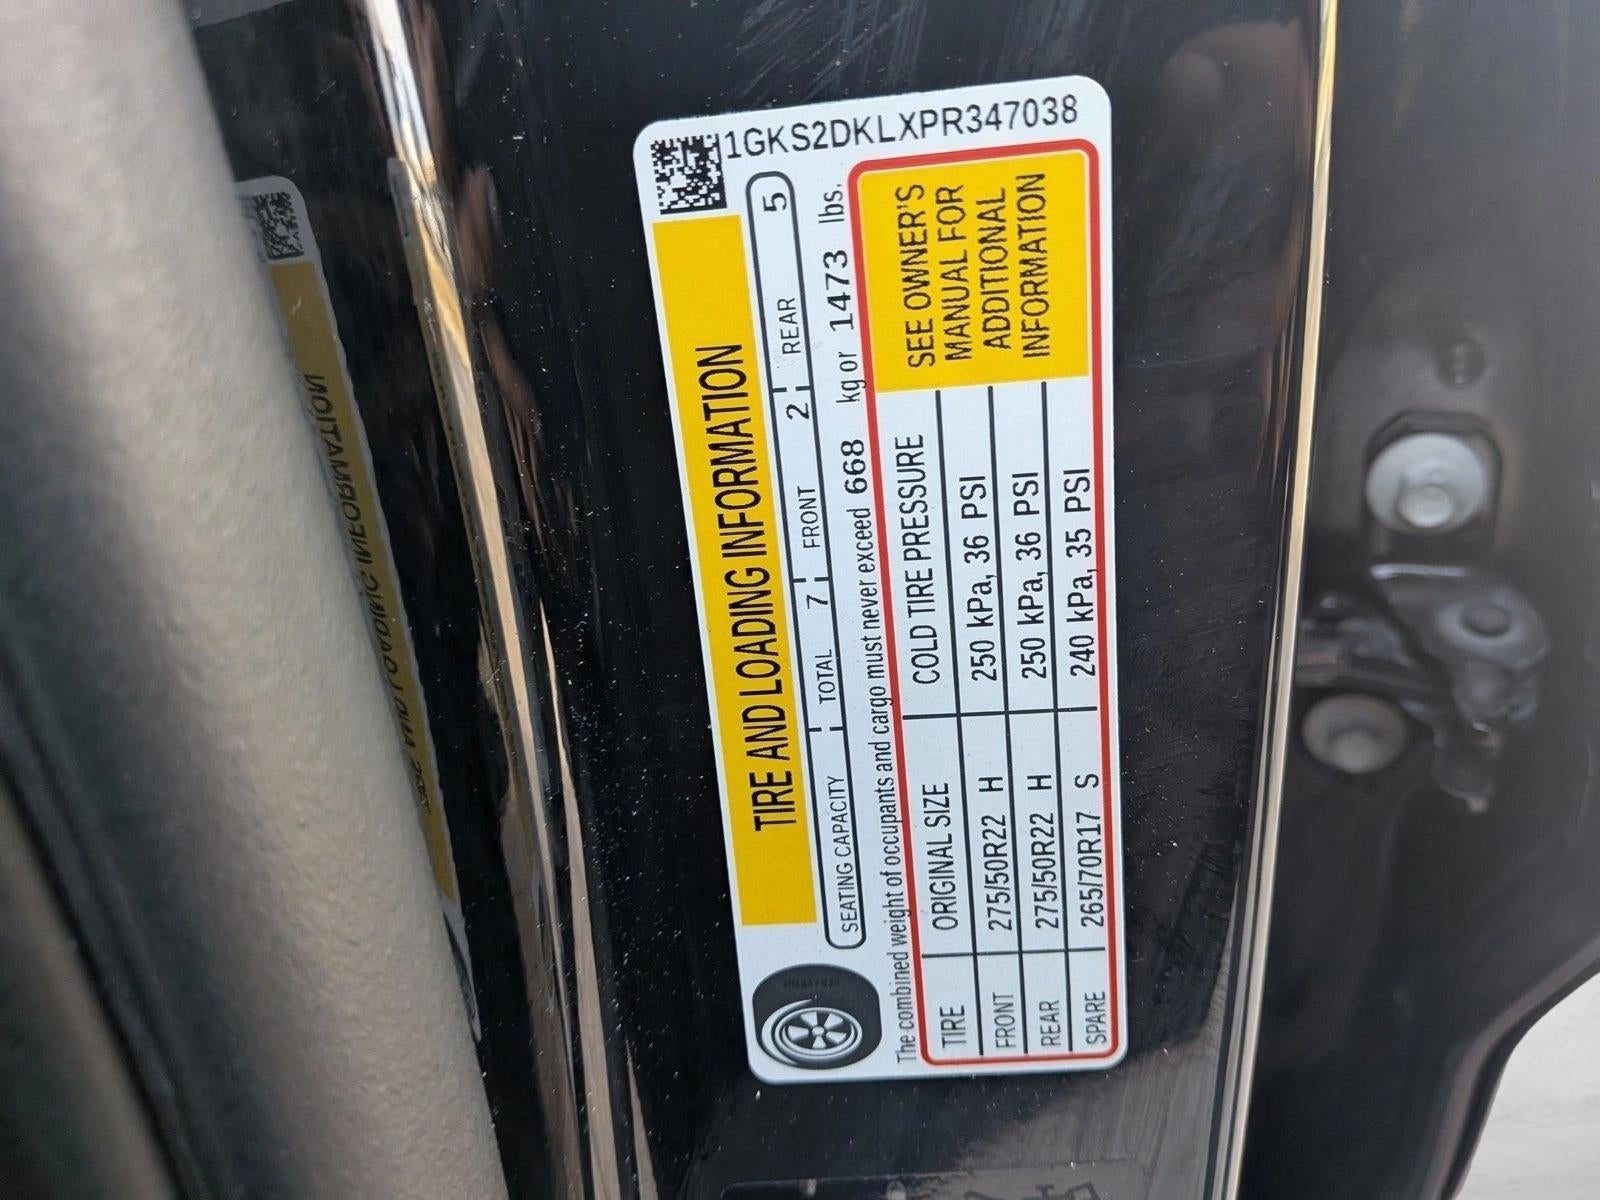 1GKS2DKLXPR347038
TIRE AND LOADING INFORMATION
SEATING CAPACITY TOTAL 7 FRONT 2 REAR 5
The combined weight of occupants and cargo must never exceed 668 kg or 1473 lbs.
TIRE ORIGINAL SIZE COLD TIRE PRESSURE
FRONT 275/50R22 H 250 kPa, 36 PSI
REAR 275/50R22 H 250 kPa, 36 PSI
SPARE 265/70R17 S 240 kPa, 35 PSI
SEE OWNER'S
MANUAL FOR
ADDITIONAL
INFORMATION